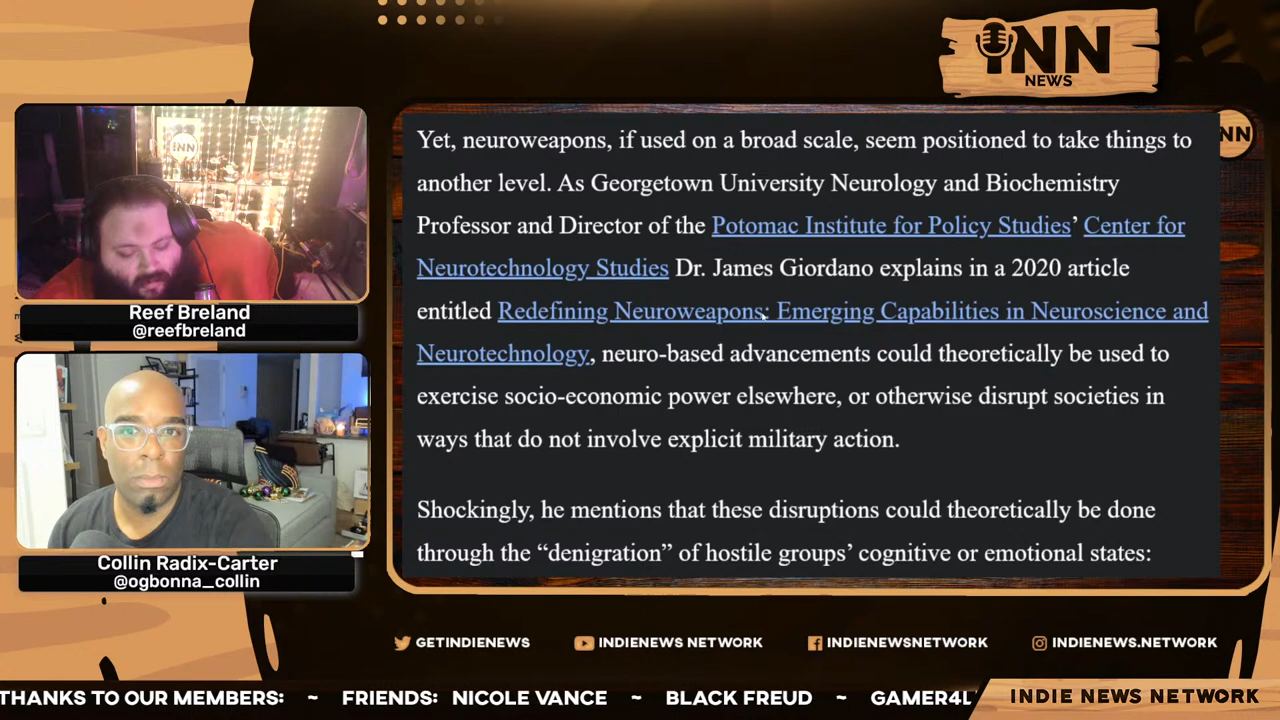 INN
NEWS
INN
Reef Breland
@reefbreland
Collin Radix-Carter
@ogbonna_collin
Yet, neuroweapons, if used on a broad scale, seem positioned to take things to
another level. As Georgetown University Neurology and Biochemistry
Professor and Director of the Potomac Institute for Policy Studies’ Center for
Neurotechnology Studies Dr. James Giordano explains in a 2020 article
entitled Redefining Neuroweapons: Emerging Capabilities in Neuroscience and
Neurotechnology, neuro-based advancements could theoretically be used to
exercise socio-economic power elsewhere, or otherwise disrupt societies in
ways that do not involve explicit military action.
Shockingly, he mentions that these disruptions could theoretically be done
through the “denigration” of hostile groups’ cognitive or emotional states:
GETINDIENEWS
INDIENEWS NETWORK
INDIENEWSNETWORK
INDIENEWS.NETWORK
THANKS TO OUR MEMBERS: ~ FRIENDS: NICOLE VANCE ~ BLACK FREUD ~ GAMER4L
INDIE NEWS NETWORK